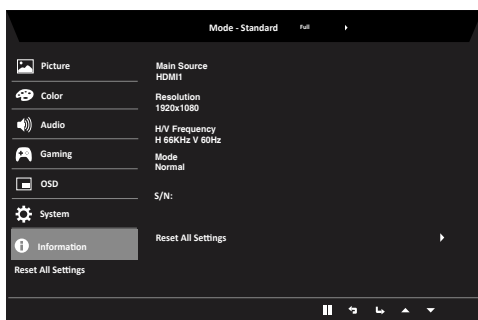 Mode - Standard Full
Picture
Color
Audio
Gaming
OSD
System
Information
Reset All Settings
Main Source
HDMI1
Resolution
1920x1080
H/V Frequency
H 66KHz V 60Hz
Mode
Normal
S/N:
Reset All Settings